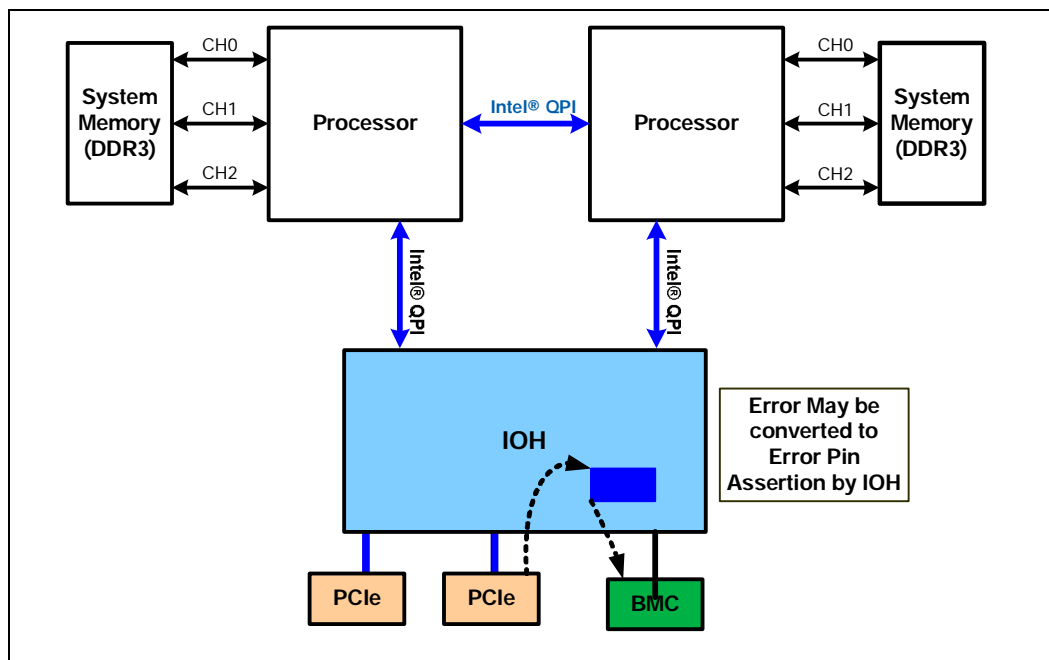 CH0
CH1
CH2
System
Memory
(DDR3)
Processor
Intel® QPI
Processor
CH0
CH1
CH2
System
Memory
(DDR3)
Intel® QPI
Intel® QPI
IOH
Error May be
converted to
Error Pin
Assertion by IOH
PCIe
PCIe
BMC